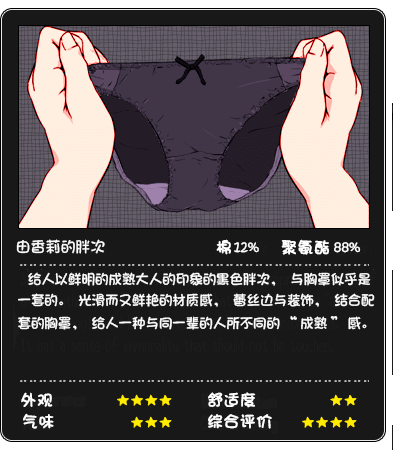 由香莉的胖次 棉12% 聚氨酯88%
给人以鲜明的成熟大人的印象的黑色胖次， 与胸罩似乎是
一套的。 光滑而又鲜艳的材质感， 蕾丝边与装饰， 结合配
套的胸罩， 给人一种与同一辈的人所不同的 “成熟” 感。
外观 ★★★★ 舒适度 ★★
气味 ★★★ 综合评价 ★★★★